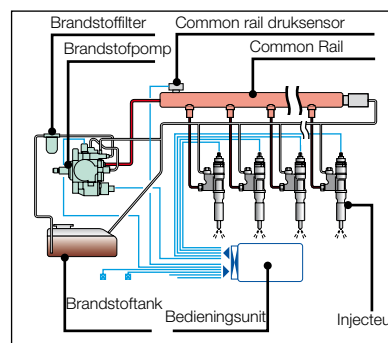 Brandstoffilter
Common rail druksensor
Brandstofpomp
Common Rail
Brandstoftank
Bedieningsunit
Injecteu